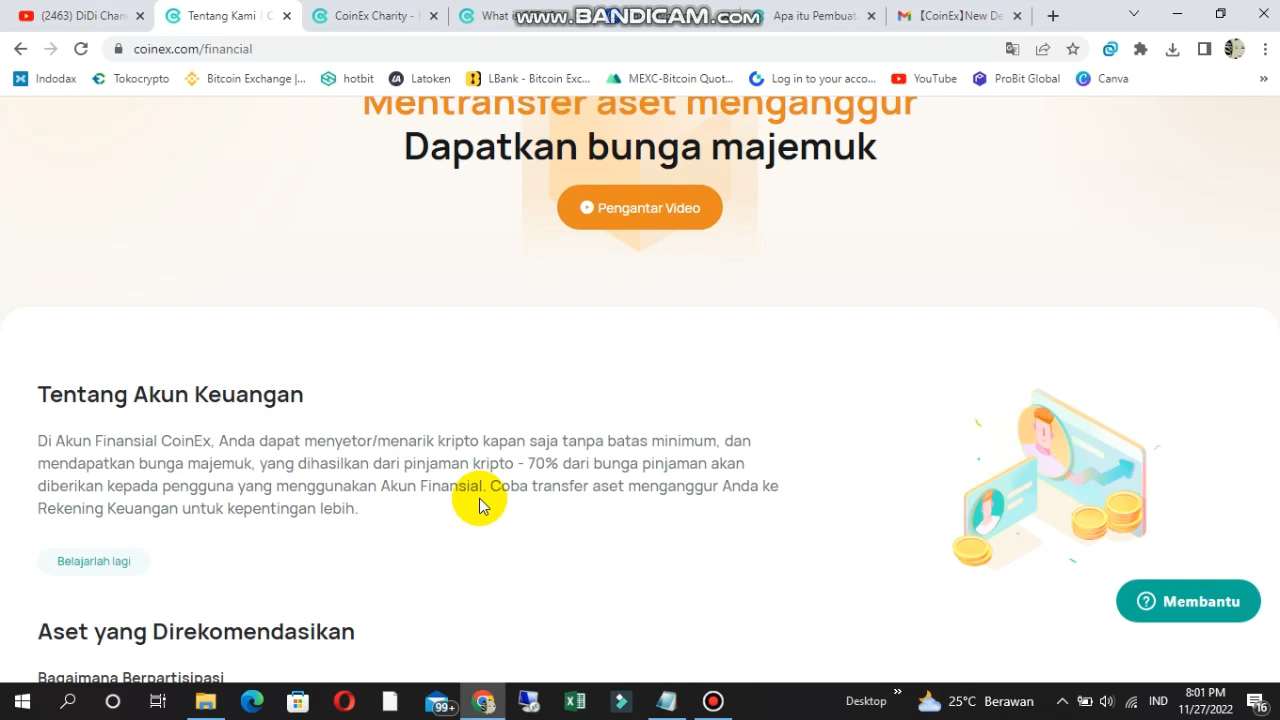 (2463) DiDi Chan
Tentang Kami
CoinEx Charity -
What is
Apa itu Pembuat
[CoinEx]New De
www.BANDICAM.com
coinex.com/financial
Indodax
Tokocrypto
Bitcoin Exchange |...
hotbit
Latoken
LBank - Bitcoin Exc...
MEXC-Bitcoin Quot...
Log in to your acco...
YouTube
ProBit Global
Canva
»
Mentransfer aset menganggur
Dapatkan bunga majemuk
Pengantar Video
Tentang Akun Keuangan
Di Akun Finansial CoinEx, Anda dapat menyetor/menarik kripto kapan saja tanpa batas minimum, dan
mendapatkan bunga majemuk, yang dihasilkan dari pinjaman kripto - 70% dari bunga pinjaman akan
diberikan kepada pengguna yang menggunakan Akun Finansial. Coba transfer aset menganggur Anda ke
Rekening Keuangan untuk kepentingan lebih.
Belajarlah lagi
Membantu
Aset yang Direkomendasikan
Bagaimana Berpartisipasi
99+
Desktop
»
25°C Berawan
IND
8:01 PM
11/27/2022
16